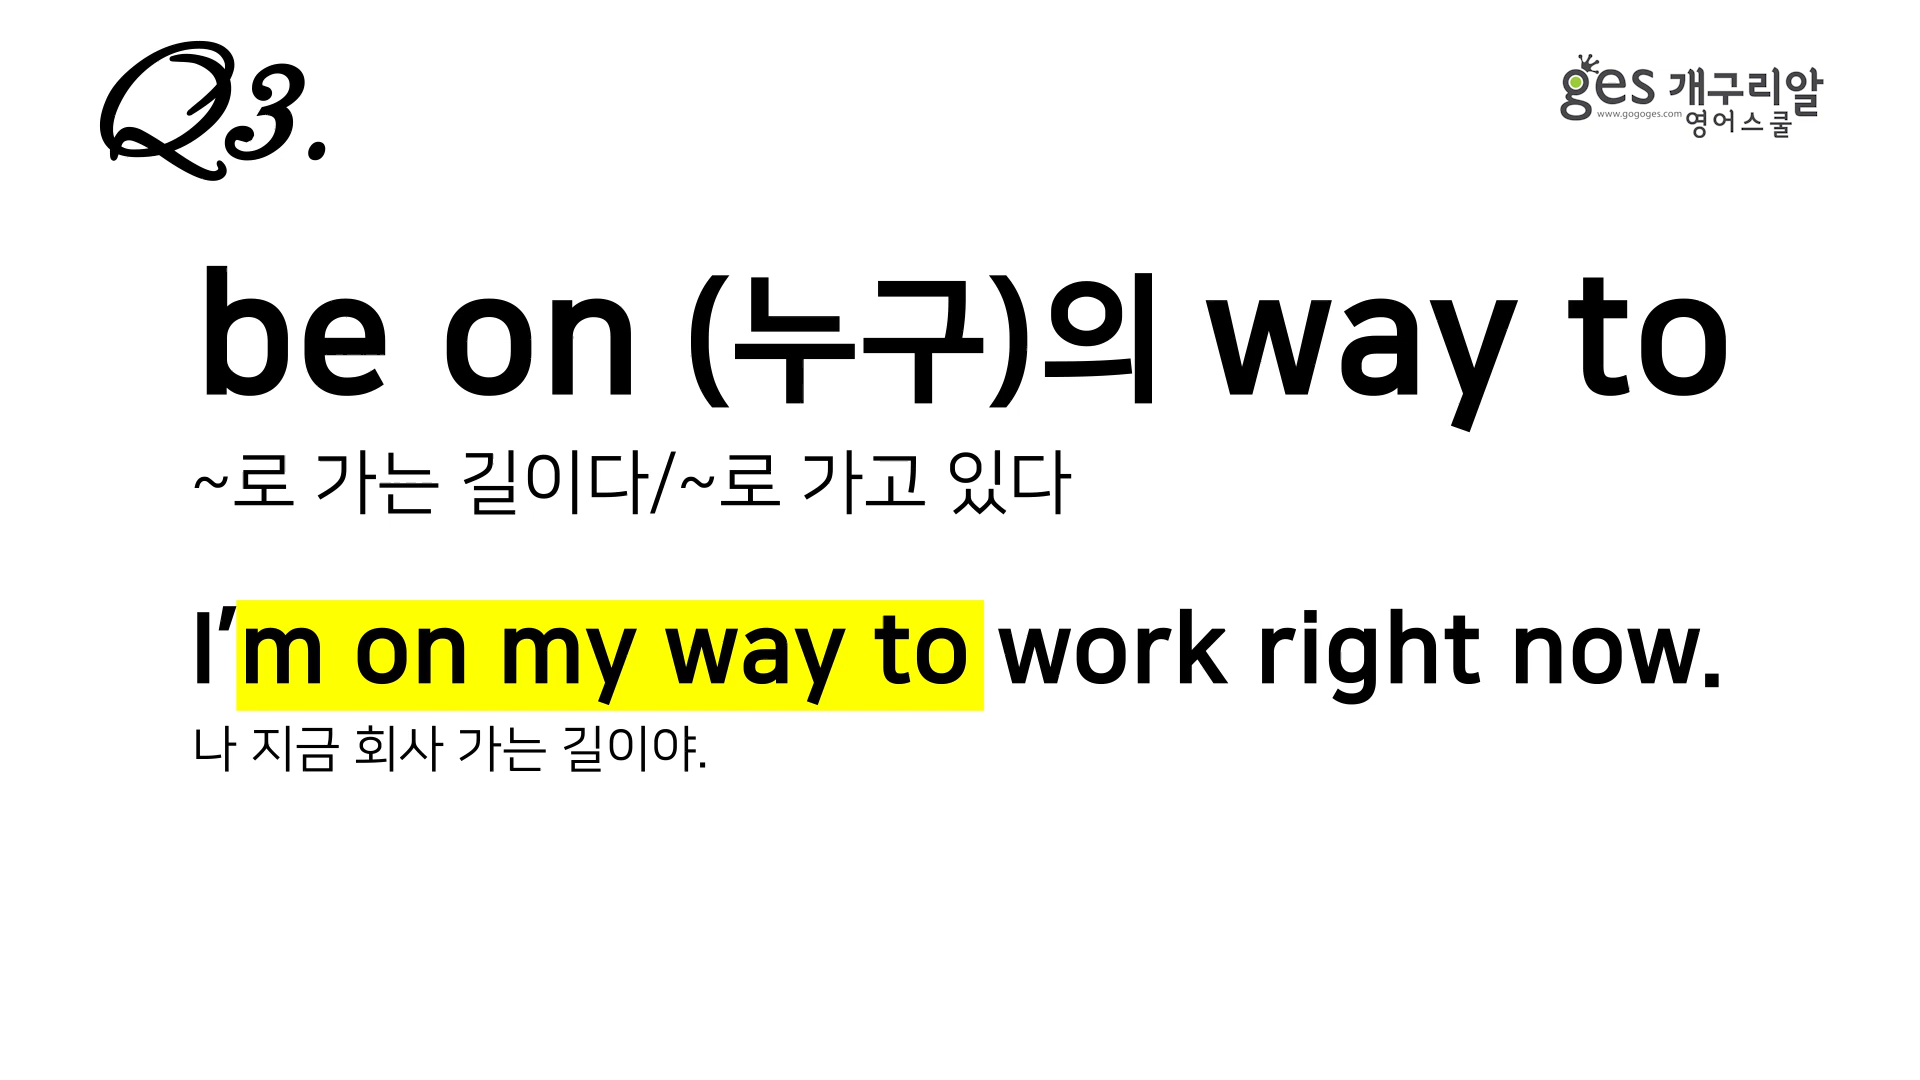 Q3.
ges 개구리알
www.gogoges.com 영어스쿨
be on (누구)의 way to
~로 가는 길이다/~로 가고 있다
I'm on my way to work right now.
나 지금 회사 가는 길이야.